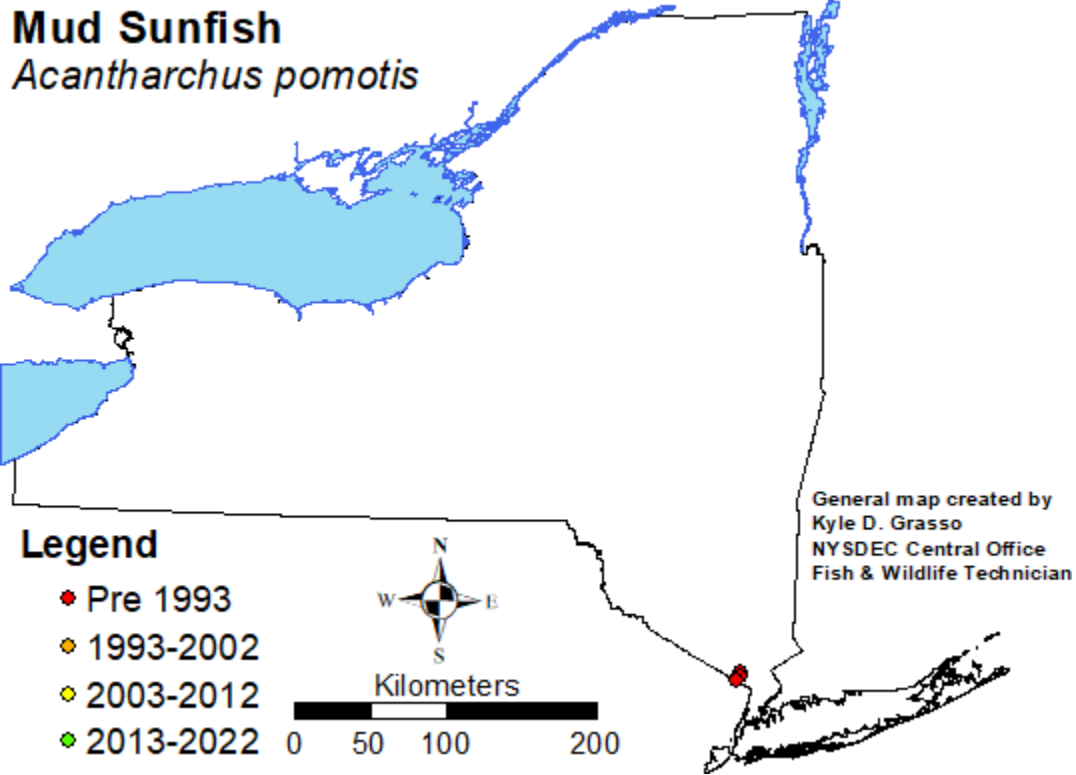 Mud Sunfish
Acantharchus pomotis
General map created by
Kyle D. Grasso
NYSDEC Central Office
Fish & Wildlife Technician
Legend
Pre 1993
1993-2002
2003-2012
2013-2022
N
W E
S
Kilometers
0 50 100 200